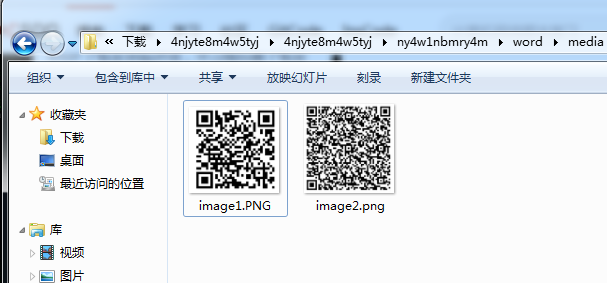 « 下载 ▸ 4njyte8m4w5tyj ▸ 4njyte8m4w5tyj ▸ ny4w1nbmry4m ▸ word ▸ media
组织 包含到库中 共享 放映幻灯片 刻录 新建文件夹
收藏夹
下载
桌面
最近访问的位置
库
视频
图片
image1.PNG
image2.png